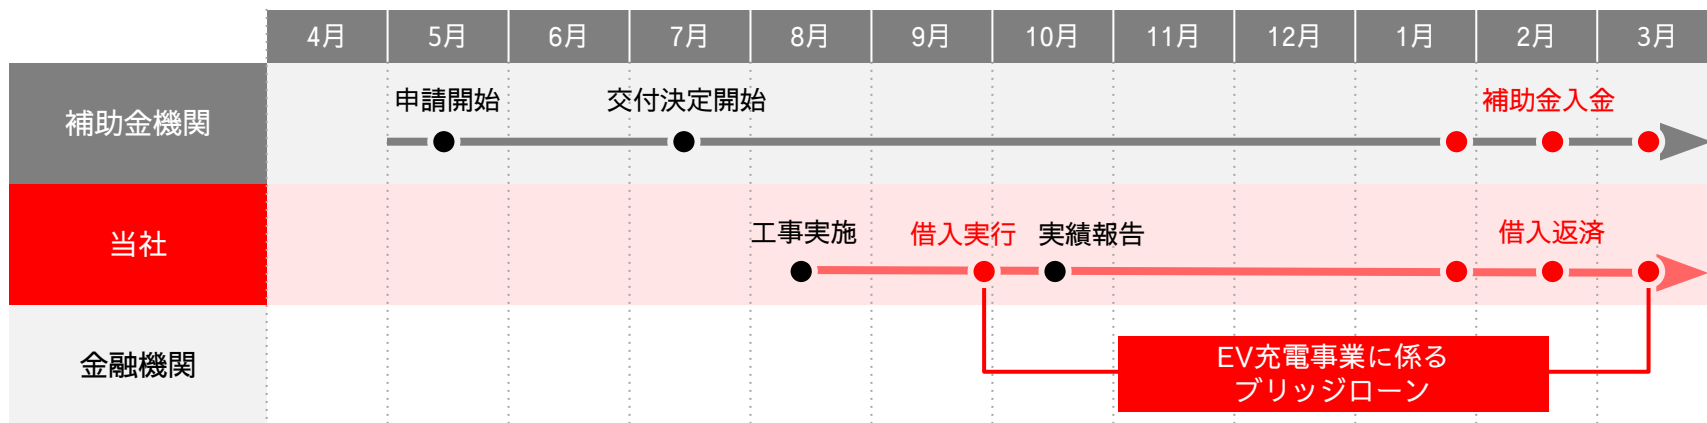 4月 5月 6月 7月 8月 9月 10月 11月 12月 1月 2月 3月
補助金機関
申請開始 交付決定開始 補助金入金
当社
工事実施 借入実行 実績報告 借入返済
金融機関
EV充電事業に係る
ブリッジローン